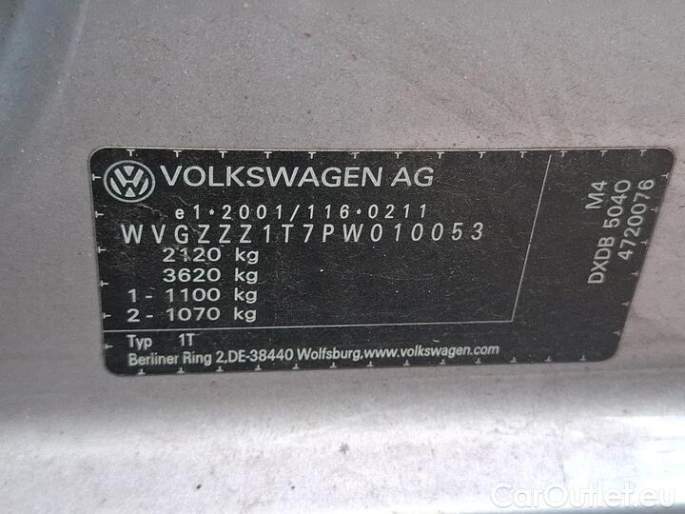 VOLKSWAGEN AG
e1*2001/116*0211
WVGZZZ1T7PW010053
2120 kg
3620 kg
1 - 1100 kg
2 - 1070 kg
Typ 1T
Berliner Ring 2,DE-38440 Wolfsburg,www.volkswagen.com
M4
DXDB 5040
4720076
CarOutlet.eu